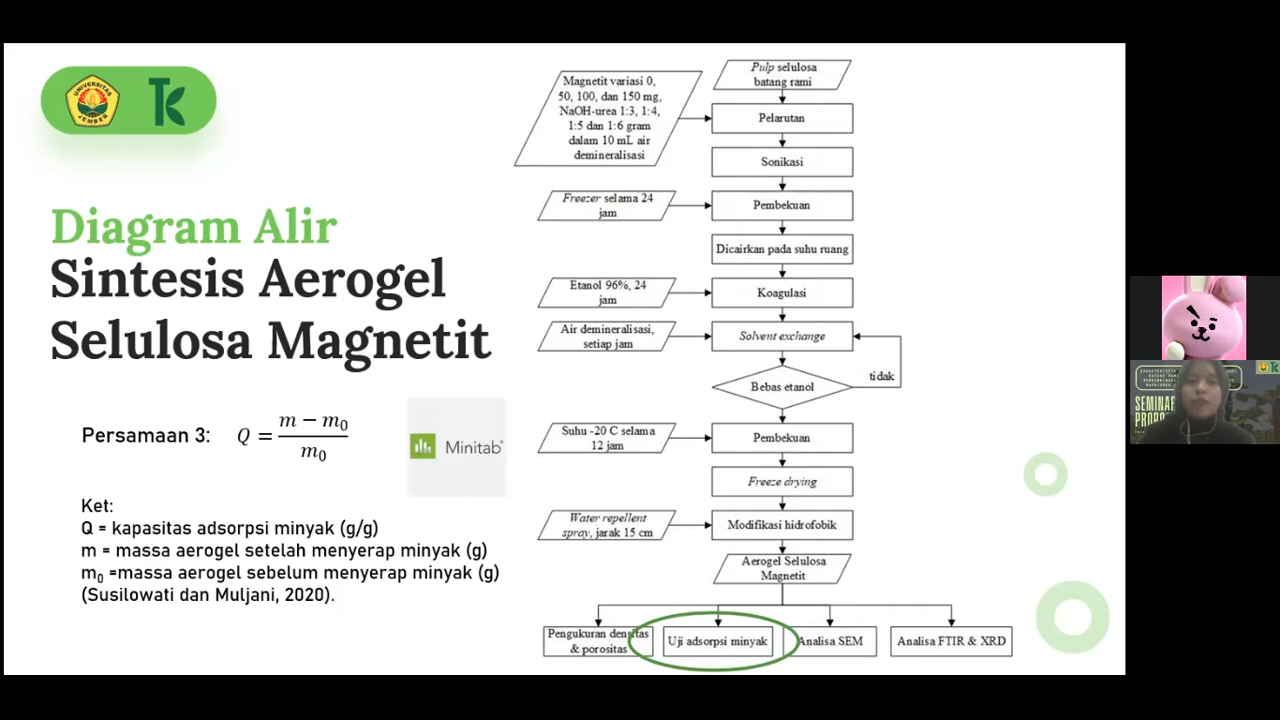 UNIVERSITAS
JEMBER
Diagram Alir
Sintesis Aerogel
Selulosa Magnetit
Persamaan 3: Q = (m − m₀) / m₀
Minitab
Ket:
Q = kapasitas adsorpsi minyak (g/g)
m = massa aerogel setelah menyerap minyak (g)
m₀ =massa aerogel sebelum menyerap minyak (g)
(Susilowati dan Muljani, 2020).
Pulp selulosa
batang rami
Magnetit variasi 0,
50, 100, dan 150 mg,
NaOH-urea 1:3, 1:4,
1:5 dan 1:6 gram
dalam 10 mL air
demineralisasi
Pelarutan
Sonikasi
Freezer selama 24
jam
Pembekuan
Dicairkan pada suhu ruang
Etanol 96%, 24
jam
Koagulasi
Air demineralisasi,
setiap jam
Solvent exchange
Bebas etanol
tidak
Suhu -20 C selama
12 jam
Pembekuan
Freeze drying
Water repellent
spray, jarak 15 cm
Modifikasi hidrofobik
Aerogel Selulosa
Magnetit
Pengukuran densitas
& porositas
Uji adsorpsi minyak
Analisa SEM
Analisa FTIR & XRD